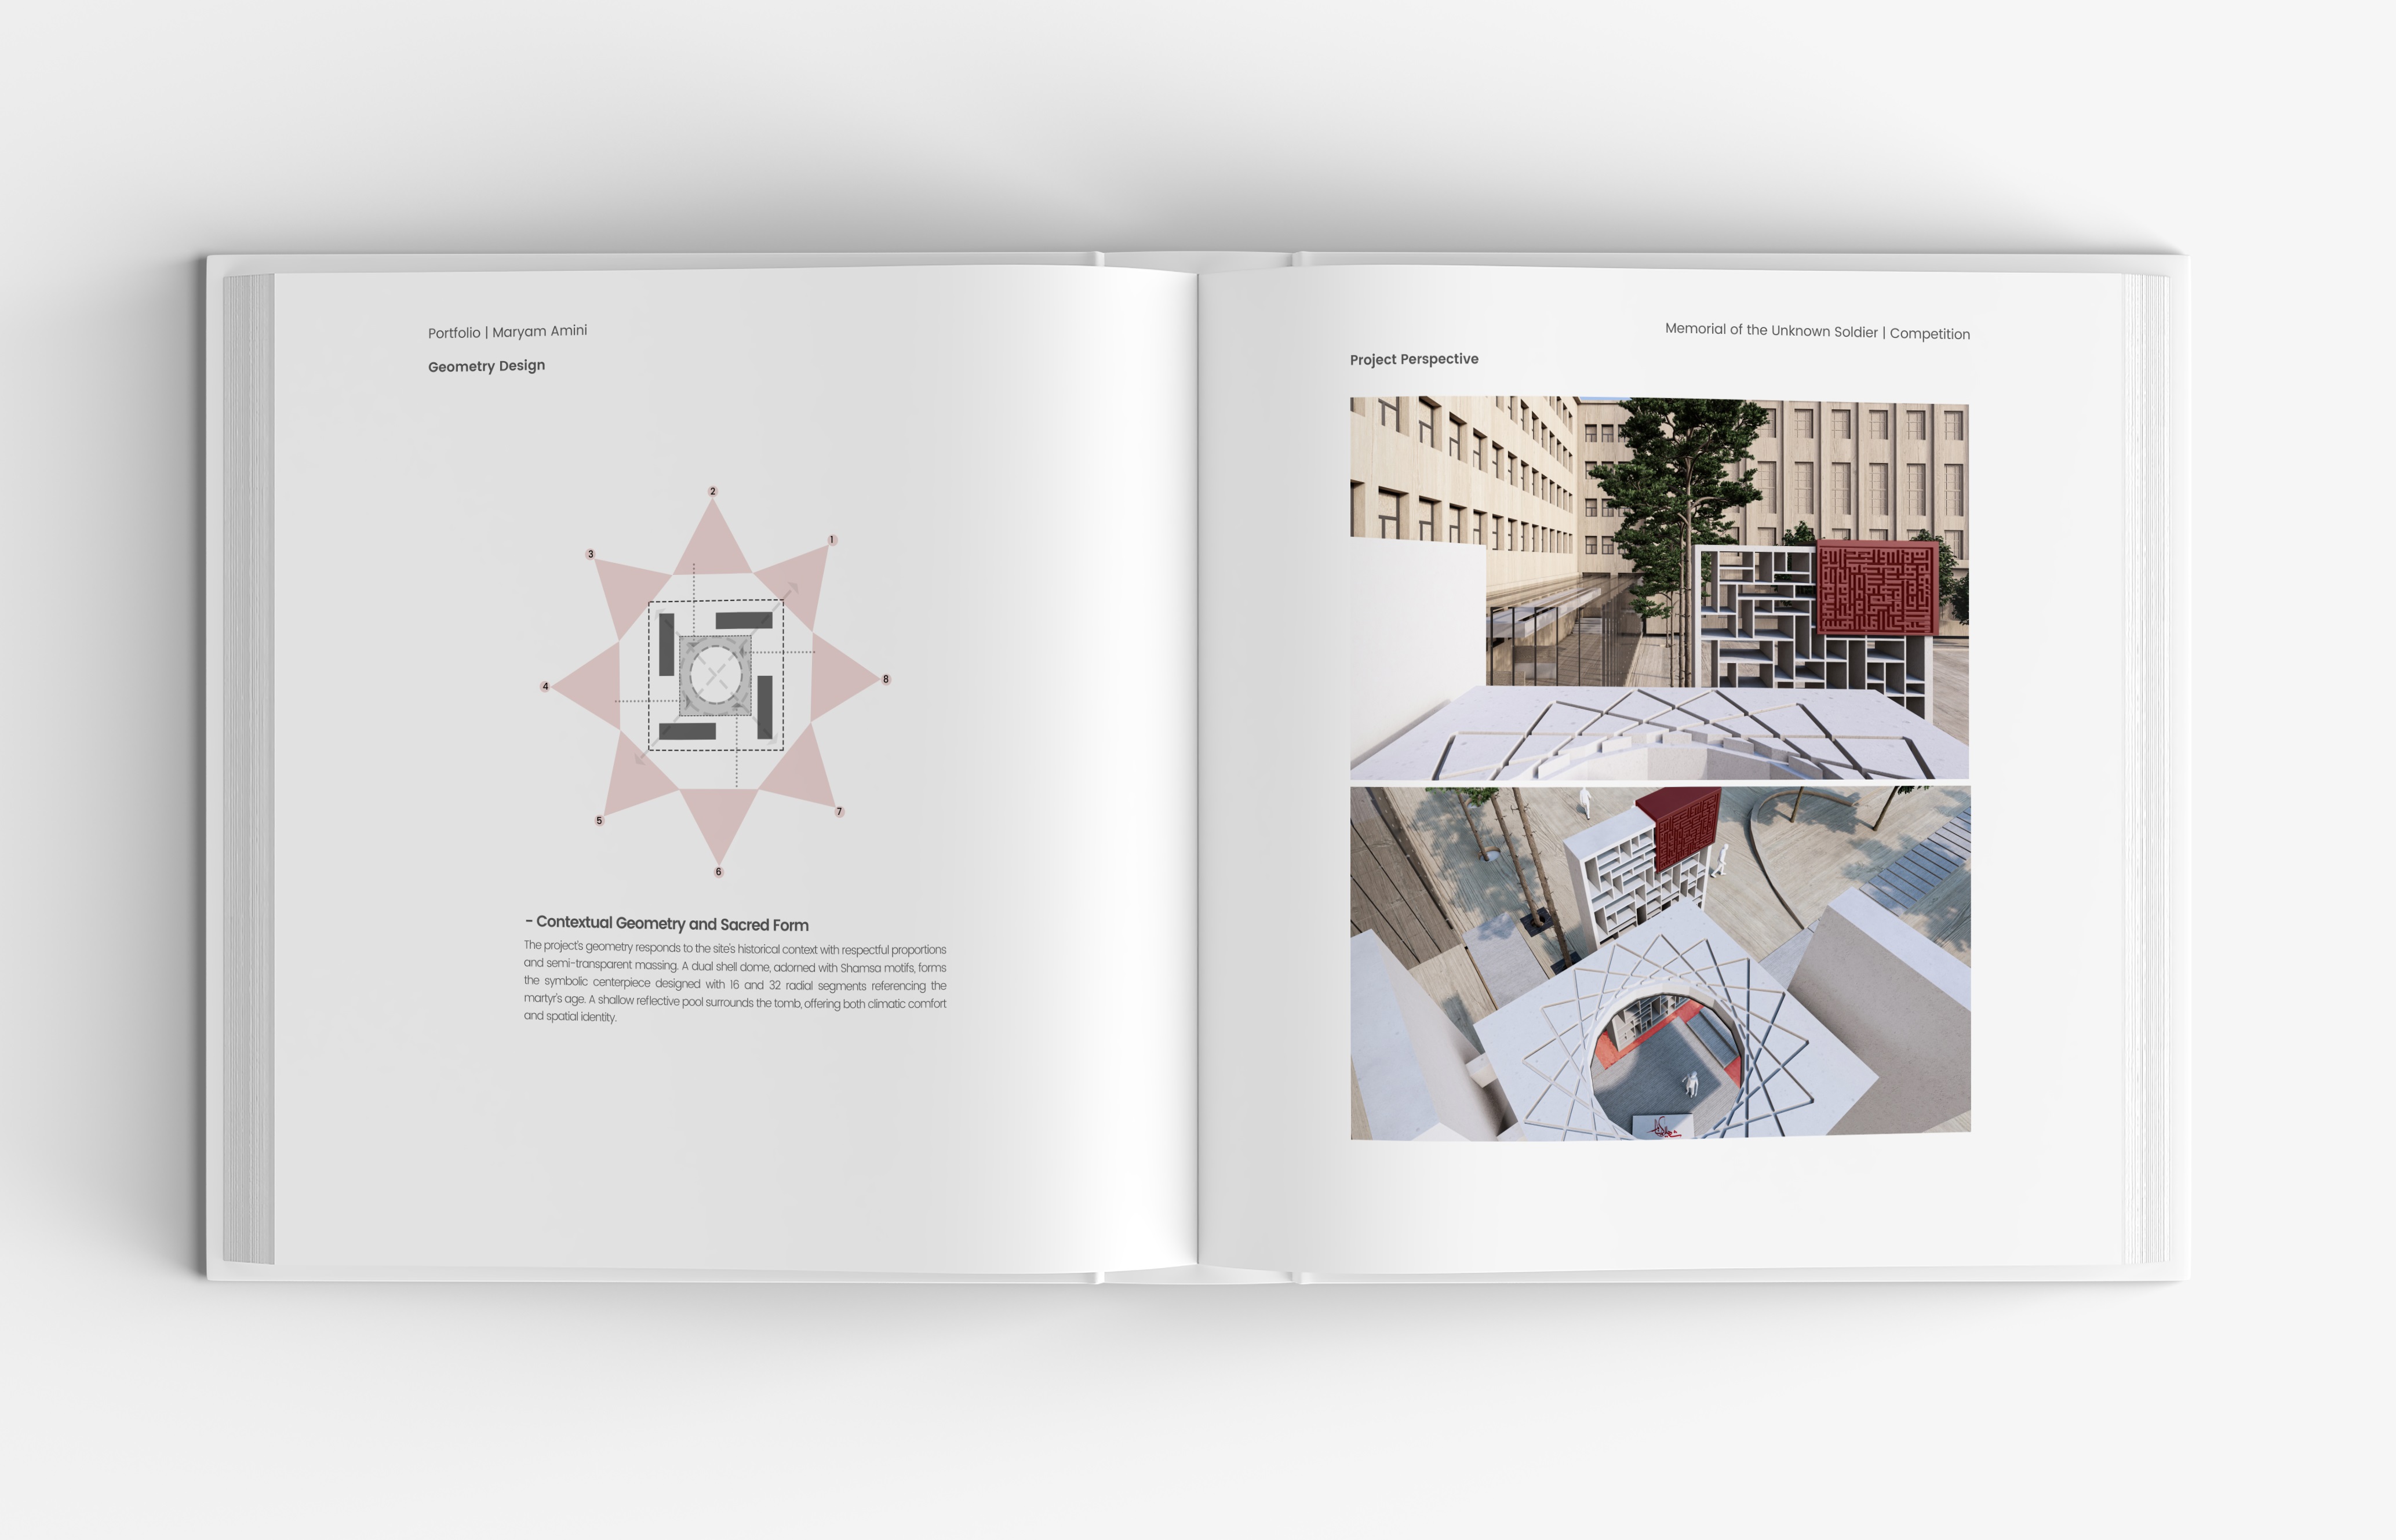 Portfolio | Maryam Amini
Geometry Design
2
1
3
4
8
7
5
6
- Contextual Geometry and Sacred Form
The project's geometry responds to the site's historical context with respectful proportions
and semi-transparent massing. A dual shell dome, adorned with Shamsa motifs, forms
the symbolic centerpiece designed with 16 and 32 radial segments referencing the
martyr's age. A shallow reflective pool surrounds the tomb, offering both climatic comfort
and spatial identity.
Memorial of the Unknown Soldier | Competition
Project Perspective